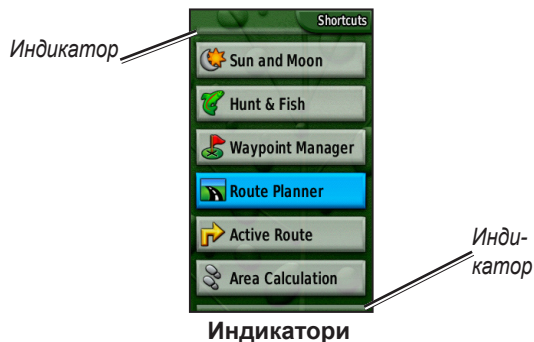 Shortcuts
Индикатор
Sun and Moon
Hunt & Fish
Waypoint Manager
Route Planner
Active Route
Инди-
катор
Area Calculation
Индикатори